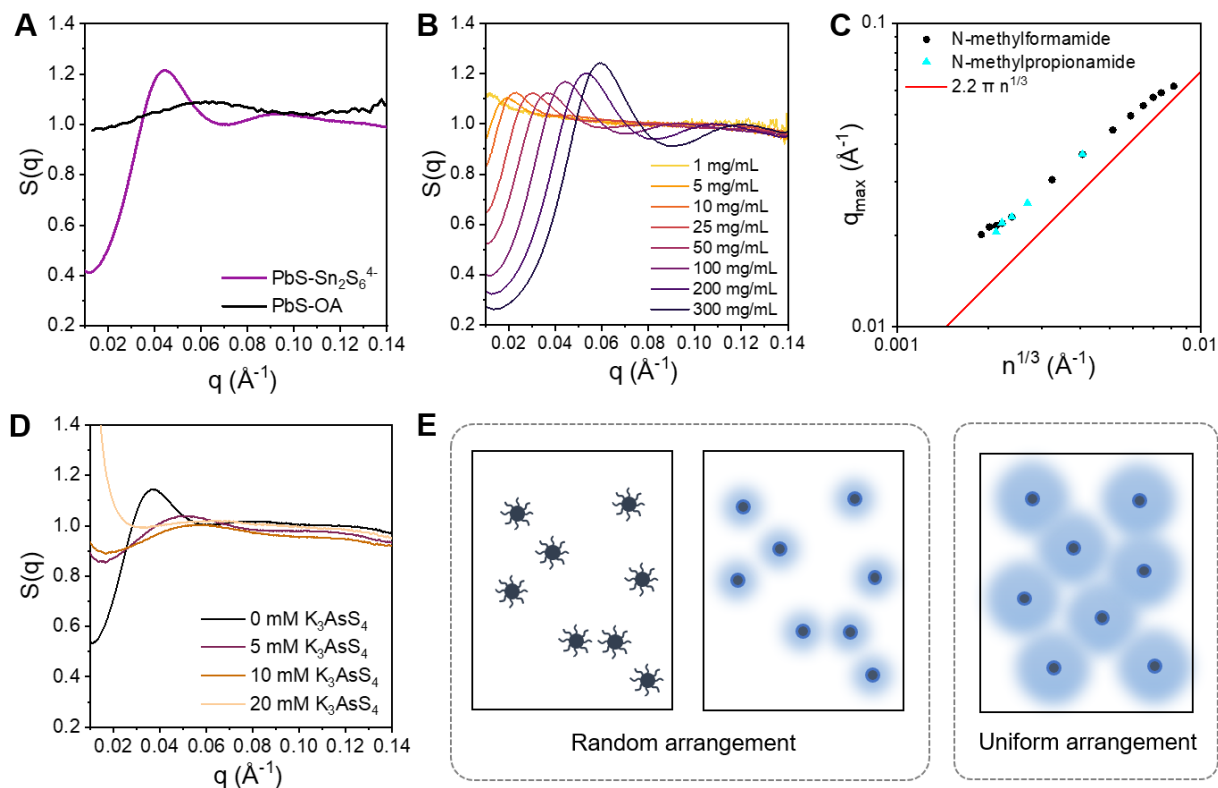 A
1.4
1.2
1.0
0.8
0.6
0.4
0.2
S(q)
0.02 0.04 0.06 0.08 0.10 0.12 0.14
q (Å⁻¹)
PbS-Sn₂S₆⁴⁻
PbS-OA
B
1.4
1.2
1.0
0.8
0.6
0.4
0.2
S(q)
0.02 0.04 0.06 0.08 0.10 0.12 0.14
q (Å⁻¹)
1 mg/mL
5 mg/mL
10 mg/mL
25 mg/mL
50 mg/mL
100 mg/mL
200 mg/mL
300 mg/mL
C
0.1
0.01
qmax (Å⁻¹)
0.001 0.01
n¹ᐟ³ (Å⁻¹)
N-methylformamide
N-methylpropionamide
2.2 π n¹ᐟ³
D
1.4
1.2
1.0
0.8
0.6
0.4
0.2
S(q)
0.02 0.04 0.06 0.08 0.10 0.12 0.14
q (Å⁻¹)
0 mM K₃AsS₄
5 mM K₃AsS₄
10 mM K₃AsS₄
20 mM K₃AsS₄
E
Random arrangement
Uniform arrangement